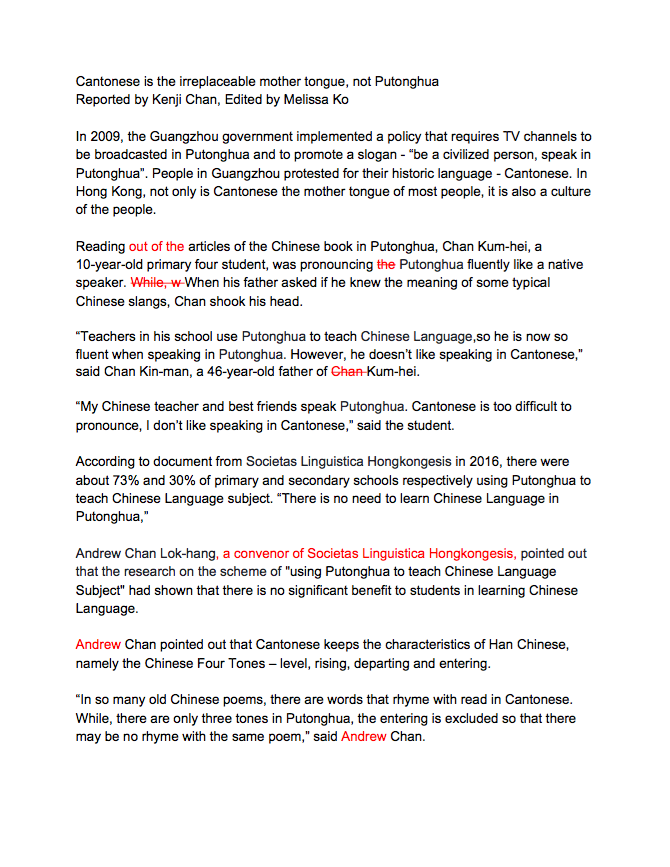 Cantonese is the irreplaceable mother tongue, not Putonghua
Reported by Kenji Chan, Edited by Melissa Ko
In 2009, the Guangzhou government implemented a policy that requires TV channels to
be broadcasted in Putonghua and to promote a slogan - “be a civilized person, speak in
Putonghua”. People in Guangzhou protested for their historic language - Cantonese. In
Hong Kong, not only is Cantonese the mother tongue of most people, it is also a culture
of the people.
Reading out of the articles of the Chinese book in Putonghua, Chan Kum-hei, a
10-year-old primary four student, was pronouncing the Putonghua fluently like a native
speaker. While, w When his father asked if he knew the meaning of some typical
Chinese slangs, Chan shook his head.
“Teachers in his school use Putonghua to teach Chinese Language,so he is now so
fluent when speaking in Putonghua. However, he doesn’t like speaking in Cantonese,”
said Chan Kin-man, a 46-year-old father of Chan Kum-hei.
“My Chinese teacher and best friends speak Putonghua. Cantonese is too difficult to
pronounce, I don’t like speaking in Cantonese,” said the student.
According to document from Societas Linguistica Hongkongesis in 2016, there were
about 73% and 30% of primary and secondary schools respectively using Putonghua to
teach Chinese Language subject. “There is no need to learn Chinese Language in
Putonghua,”
Andrew Chan Lok-hang, a convenor of Societas Linguistica Hongkongesis, pointed out
that the research on the scheme of "using Putonghua to teach Chinese Language
Subject" had shown that there is no significant benefit to students in learning Chinese
Language.
Andrew Chan pointed out that Cantonese keeps the characteristics of Han Chinese,
namely the Chinese Four Tones – level, rising, departing and entering.
“In so many old Chinese poems, there are words that rhyme with read in Cantonese.
While, there are only three tones in Putonghua, the entering is excluded so that there
may be no rhyme with the same poem,” said Andrew Chan.